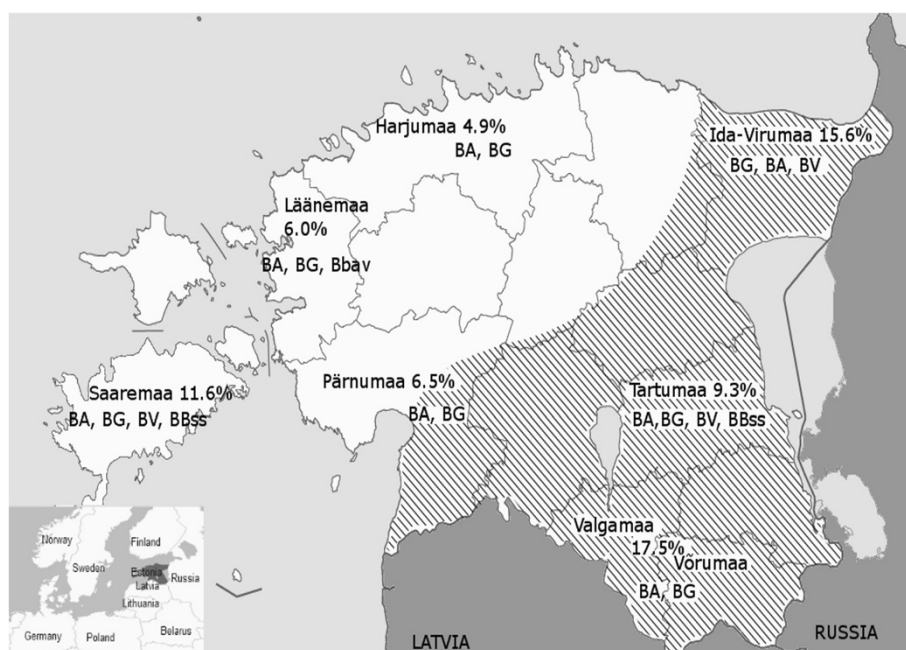 Harjumaa 4.9%
BA, BG
Ida-Virumaa 15.6%
BG, BA, BV
Läänemaa
6.0%
BA, BG, Bbav
Saaremaa 11.6%
BA, BG, BV, BBss
Pärnumaa 6.5%
BA, BG
Tartumaa 9.3%
BA,BG, BV, BBss
Valgamaa
17.5%
Võrumaa
BA, BG
LATVIA
RUSSIA
Norway
Finland
Sweden
Estonia
Russia
Latvia
Lithuania
Germany
Poland
Belarus